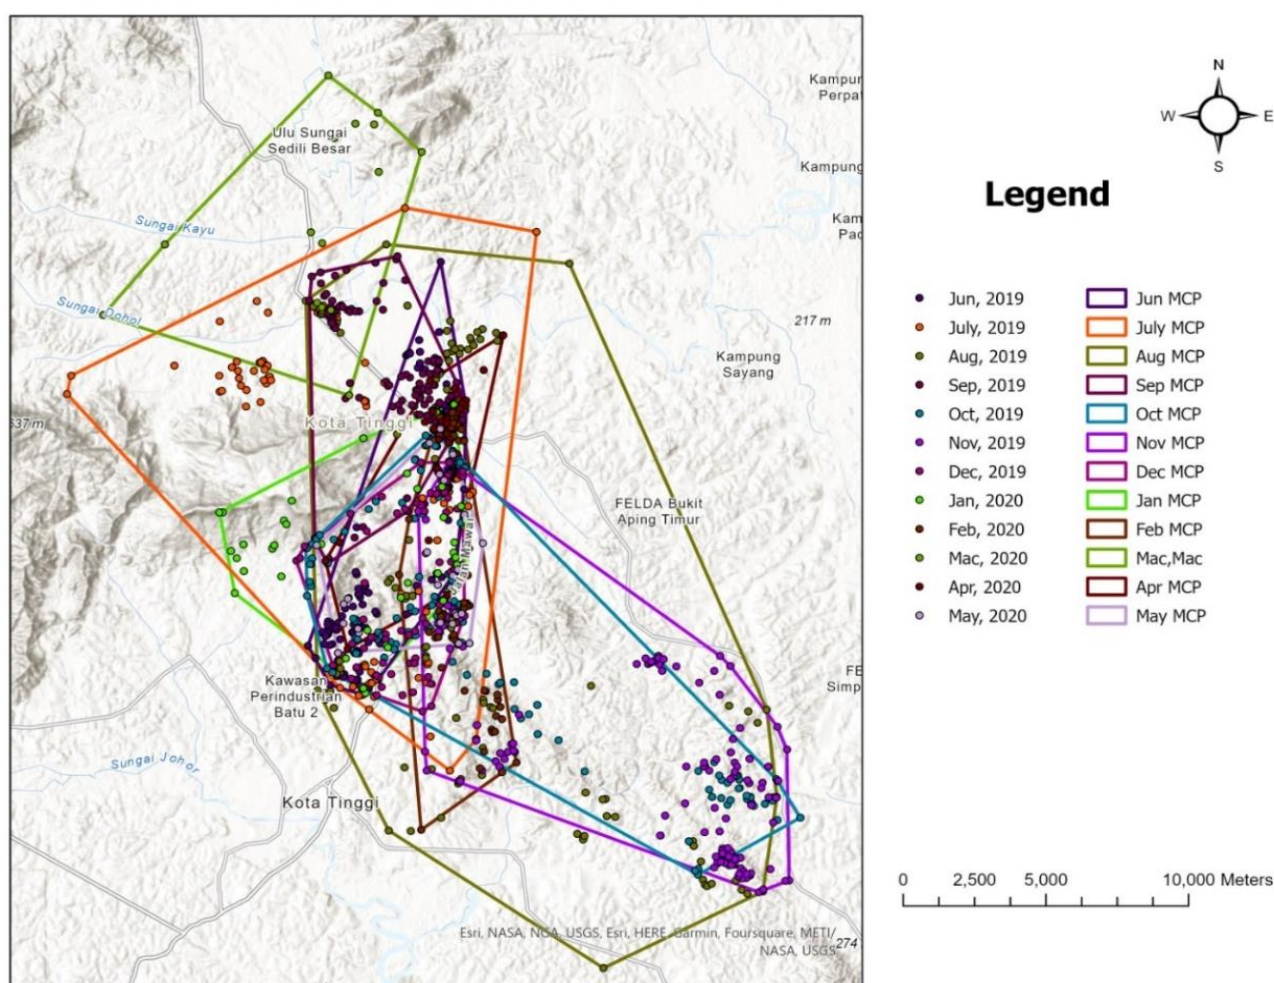 Kampun
Perpat
Ulu Sungai
Sedili Besar
Kampung
Sungai Kayu
Kam
Pac
Sungai Dohol
217 m
Kampung
Sayang
637 m
Kota Tinggi
FELDA Bukit
Aping Timur
Jalan Mawai
FE
Simp
Kawasan
Perindustrian
Batu 2
Sungai Johor
Kota Tinggi
Esri, NASA, NGA, USGS, Esri, HERE, Garmin, Foursquare, METI/
NASA, USGS
274
N
W
E
S
Legend
Jun, 2019
Jun MCP
July, 2019
July MCP
Aug, 2019
Aug MCP
Sep, 2019
Sep MCP
Oct, 2019
Oct MCP
Nov, 2019
Nov MCP
Dec, 2019
Dec MCP
Jan, 2020
Jan MCP
Feb, 2020
Feb MCP
Mac, 2020
Mac,Mac
Apr, 2020
Apr MCP
May, 2020
May MCP
0 2,500 5,000 10,000 Meters